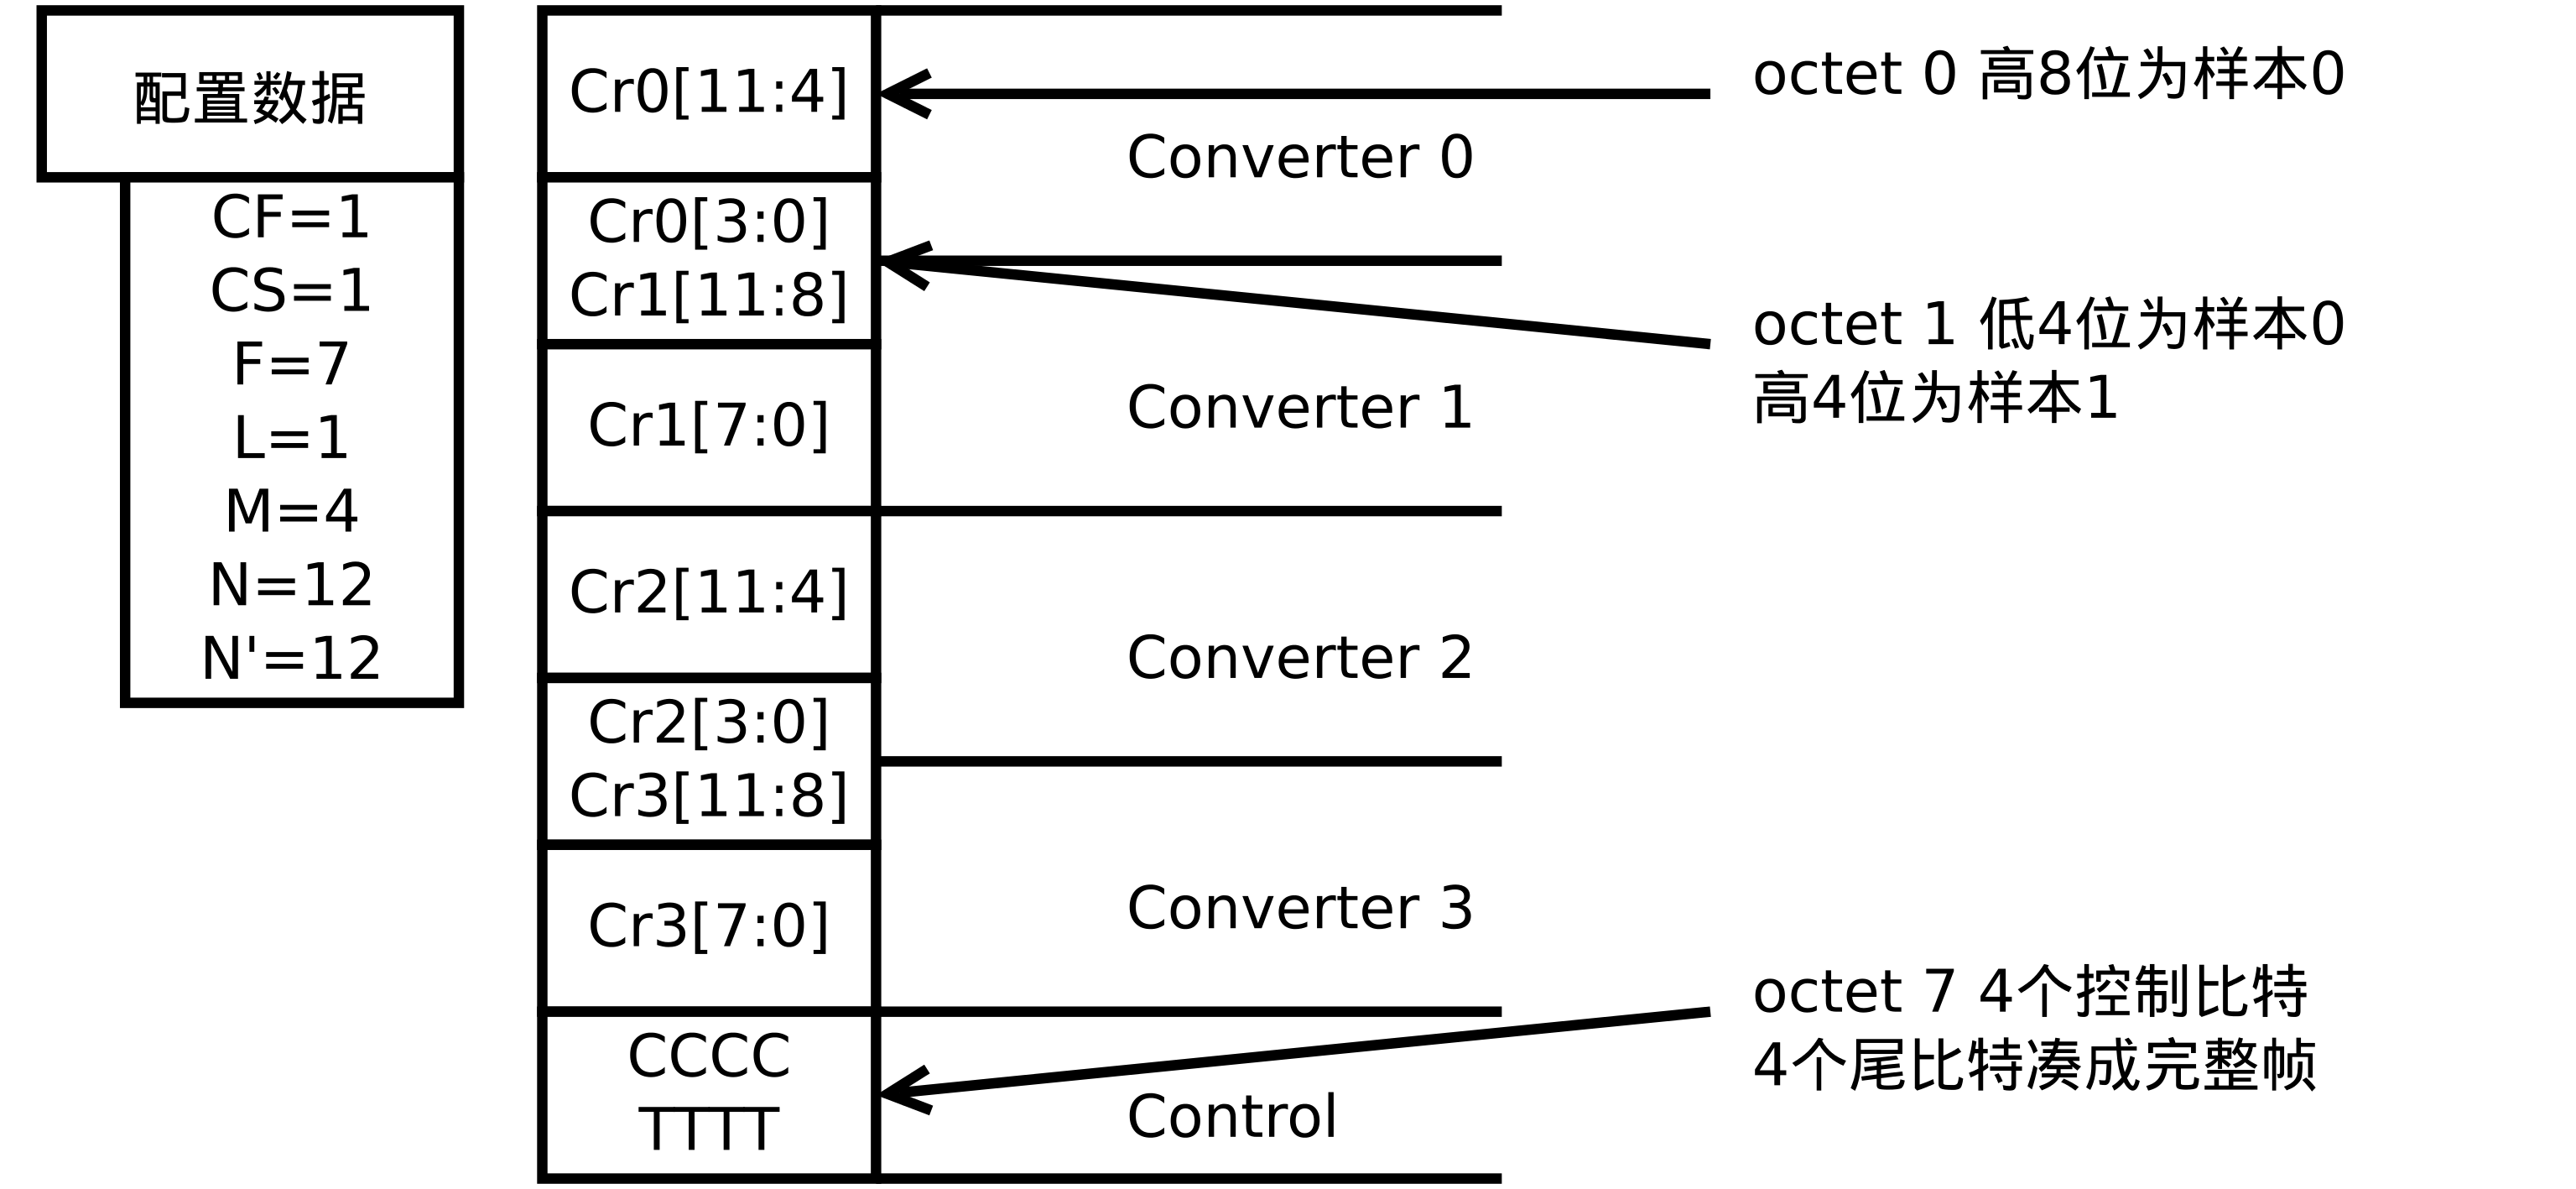 配置数据
CF=1
CS=1
F=7
L=1
M=4
N=12
N'=12
Cr0[11:4]
Cr0[3:0]
Cr1[11:8]
Cr1[7:0]
Cr2[11:4]
Cr2[3:0]
Cr3[11:8]
Cr3[7:0]
CCCC
TTTT
Converter 0
Converter 1
Converter 2
Converter 3
Control
octet 0 高8位为样本0
octet 1 低4位为样本0
高4位为样本1
octet 7 4个控制比特
4个尾比特凑成完整帧